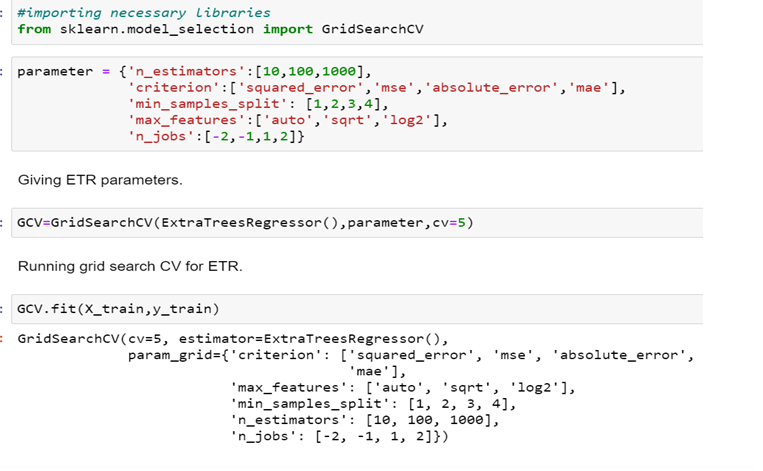 #importing necessary libraries
from sklearn.model_selection import GridSearchCV
parameter = {'n_estimators':[10,100,1000],
'criterion':['squared_error','mse','absolute_error','mae'],
'min_samples_split': [1,2,3,4],
'max_features':['auto','sqrt','log2'],
'n_jobs':[-2,-1,1,2]}
Giving ETR parameters.
GCV=GridSearchCV(ExtraTreesRegressor(),parameter,cv=5)
Running grid search CV for ETR.
GCV.fit(X_train,y_train)
GridSearchCV(cv=5, estimator=ExtraTreesRegressor(),
param_grid={'criterion': ['squared_error', 'mse', 'absolute_error',
'mae'],
'max_features': ['auto', 'sqrt', 'log2'],
'min_samples_split': [1, 2, 3, 4],
'n_estimators': [10, 100, 1000],
'n_jobs': [-2, -1, 1, 2]})